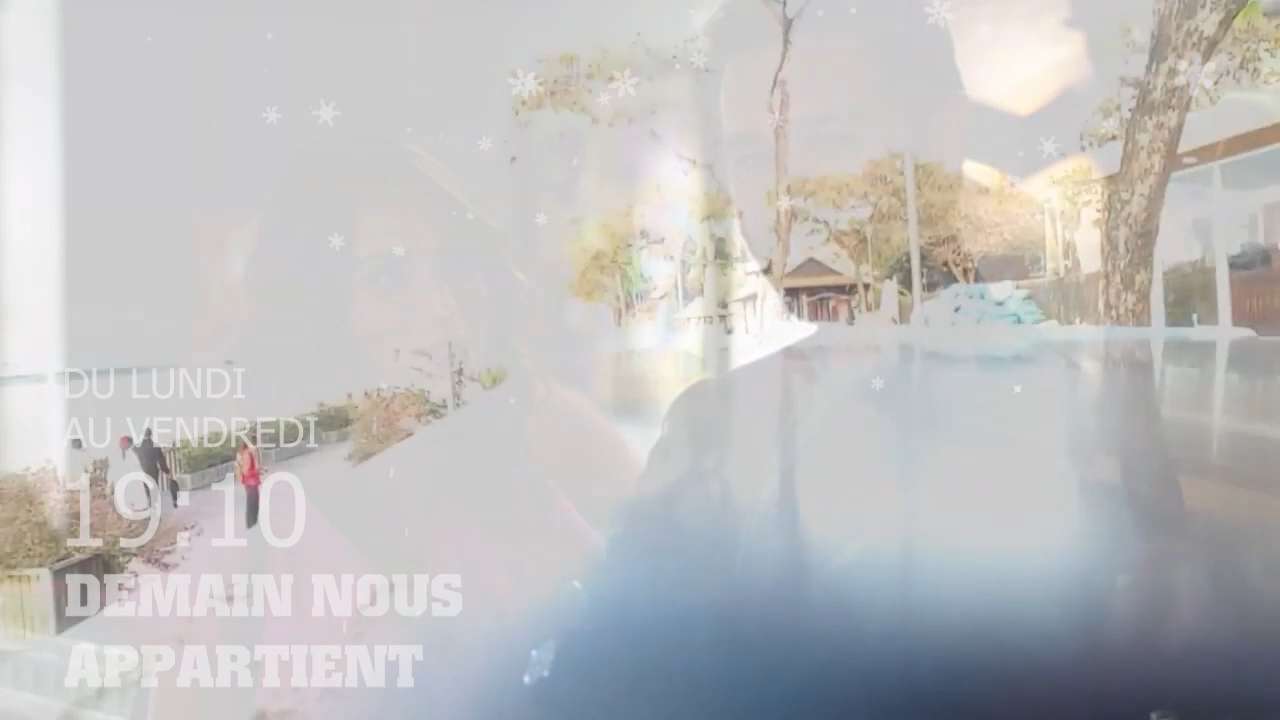 DU LUNDI
AU VENDREDI
19:10
DEMAIN NOUS
APPARTIENT